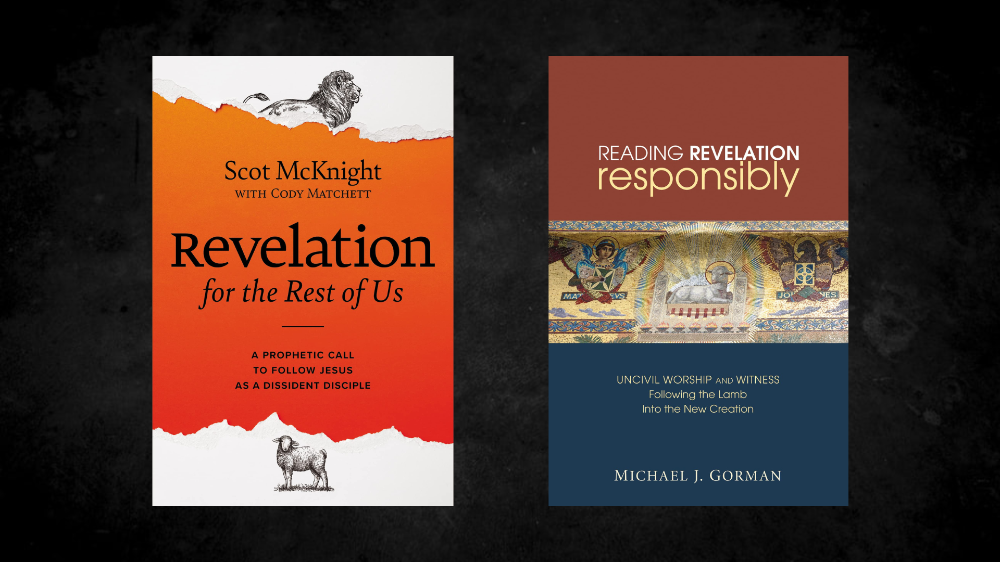 Scot McKnight
WITH CODY MATCHETT
Revelation
for the Rest of Us
A PROPHETIC CALL
TO FOLLOW JESUS
AS A DISSIDENT DISCIPLE
READING REVELATION
responsibly
MAT EVS
JO NES
UNCIVIL WORSHIP AND WITNESS
Following the Lamb
Into the New Creation
MICHAEL J. GORMAN